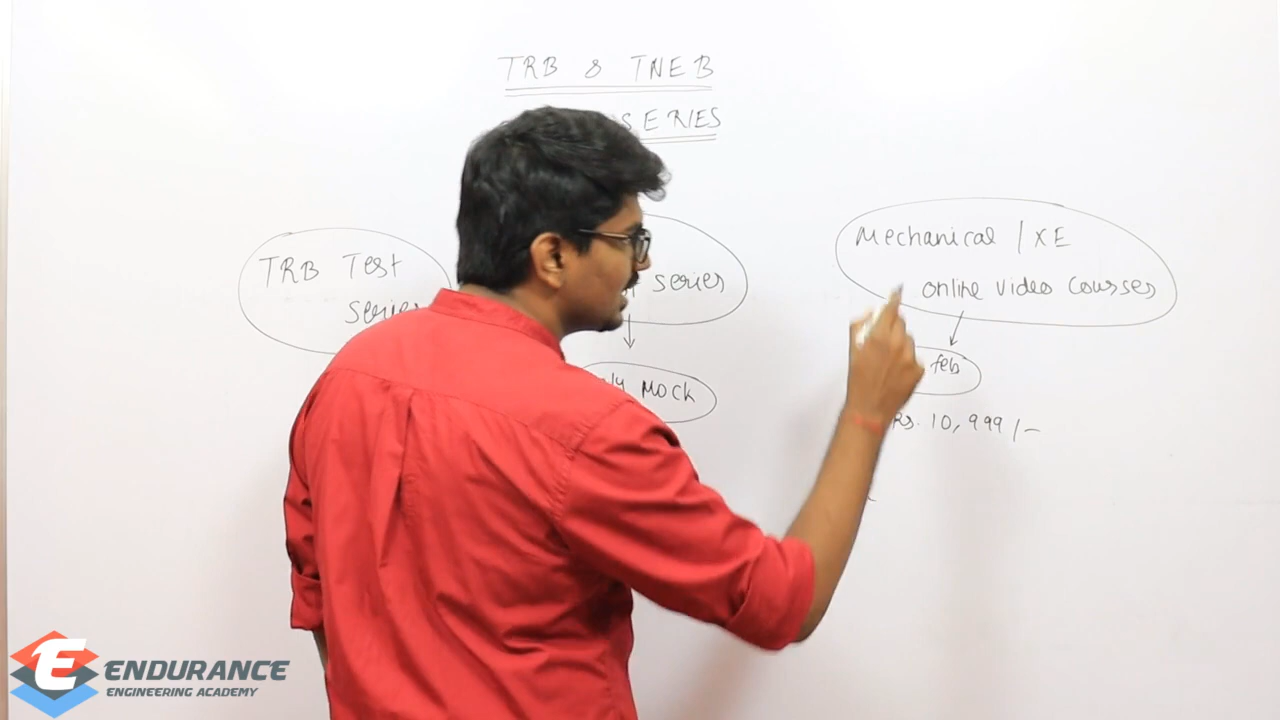 TRB & TNEB
SERIES
TRB Test
series
series
Mock
Mechanical / XE
online video courses
feb
Rs. 10,999/-
ENDURANCE
ENGINEERING ACADEMY